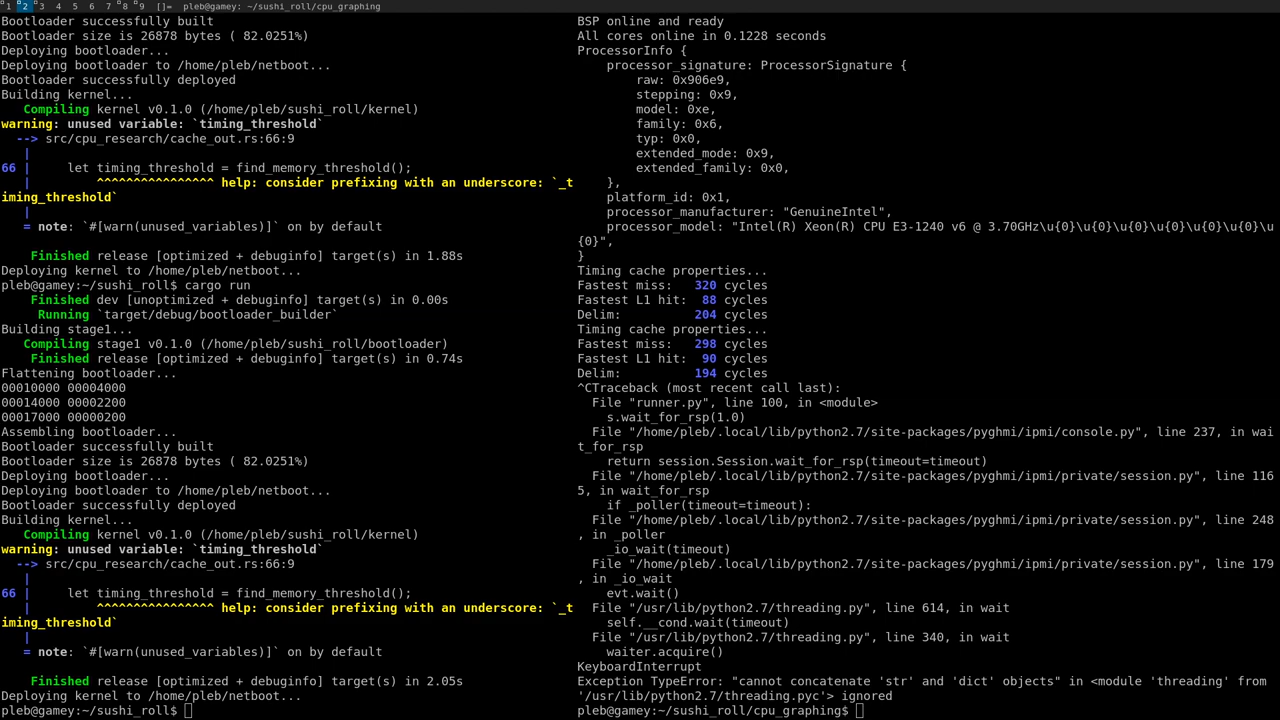 1 2 3 4 5 6 7 8 9 []= pleb@gamey: ~/sushi_roll/cpu_graphing
Bootloader successfully built
Bootloader size is 26878 bytes ( 82.0251%)
Deploying bootloader...
Deploying bootloader to /home/pleb/netboot...
Bootloader successfully deployed
Building kernel...
   Compiling kernel v0.1.0 (/home/pleb/sushi_roll/kernel)
warning: unused variable: `timing_threshold`
  --> src/cpu_research/cache_out.rs:66:9
   |
66 |     let timing_threshold = find_memory_threshold();
   |         ^^^^^^^^^^^^^^^^ help: consider prefixing with an underscore: `_t
iming_threshold`
   |
   = note: `#[warn(unused_variables)]` on by default
    Finished release [optimized + debuginfo] target(s) in 1.88s
Deploying kernel to /home/pleb/netboot...
pleb@gamey:~/sushi_roll$ cargo run
    Finished dev [unoptimized + debuginfo] target(s) in 0.00s
     Running `target/debug/bootloader_builder`
Building stage1...
   Compiling stage1 v0.1.0 (/home/pleb/sushi_roll/bootloader)
    Finished release [optimized + debuginfo] target(s) in 0.74s
Flattening bootloader...
00010000 00004000
00014000 00002200
00017000 00000200
Assembling bootloader...
Bootloader successfully built
Bootloader size is 26878 bytes ( 82.0251%)
Deploying bootloader...
Deploying bootloader to /home/pleb/netboot...
Bootloader successfully deployed
Building kernel...
   Compiling kernel v0.1.0 (/home/pleb/sushi_roll/kernel)
warning: unused variable: `timing_threshold`
  --> src/cpu_research/cache_out.rs:66:9
   |
66 |     let timing_threshold = find_memory_threshold();
   |         ^^^^^^^^^^^^^^^^ help: consider prefixing with an underscore: `_t
iming_threshold`
   |
   = note: `#[warn(unused_variables)]` on by default
    Finished release [optimized + debuginfo] target(s) in 2.05s
Deploying kernel to /home/pleb/netboot...
pleb@gamey:~/sushi_roll$
BSP online and ready
All cores online in 0.1228 seconds
ProcessorInfo {
    processor_signature: ProcessorSignature {
        raw: 0x906e9,
        stepping: 0x9,
        model: 0xe,
        family: 0x6,
        typ: 0x0,
        extended_mode: 0x9,
        extended_family: 0x0,
    },
    platform_id: 0x1,
    processor_manufacturer: "GenuineIntel",
    processor_model: "Intel(R) Xeon(R) CPU E3-1240 v6 @ 3.70GHz\u{0}\u{0}\u{0}\u{0}\u{0}\u{0}\u
{0}",
}
Timing cache properties...
Fastest miss:   320 cycles
Fastest L1 hit:  88 cycles
Delim:          204 cycles
Timing cache properties...
Fastest miss:   298 cycles
Fastest L1 hit:  90 cycles
Delim:          194 cycles
^CTraceback (most recent call last):
  File "runner.py", line 100, in <module>
    s.wait_for_rsp(1.0)
  File "/home/pleb/.local/lib/python2.7/site-packages/pyghmi/ipmi/console.py", line 237, in wai
t_for_rsp
    return session.Session.wait_for_rsp(timeout=timeout)
  File "/home/pleb/.local/lib/python2.7/site-packages/pyghmi/ipmi/private/session.py", line 116
5, in wait_for_rsp
    if _poller(timeout=timeout):
  File "/home/pleb/.local/lib/python2.7/site-packages/pyghmi/ipmi/private/session.py", line 248
, in _poller
    _io_wait(timeout)
  File "/home/pleb/.local/lib/python2.7/site-packages/pyghmi/ipmi/private/session.py", line 179
, in _io_wait
    evt.wait()
  File "/usr/lib/python2.7/threading.py", line 614, in wait
    self.__cond.wait(timeout)
  File "/usr/lib/python2.7/threading.py", line 340, in wait
    waiter.acquire()
KeyboardInterrupt
Exception TypeError: "cannot concatenate 'str' and 'dict' objects" in <module 'threading' from
'/usr/lib/python2.7/threading.pyc'> ignored
pleb@gamey:~/sushi_roll/cpu_graphing$